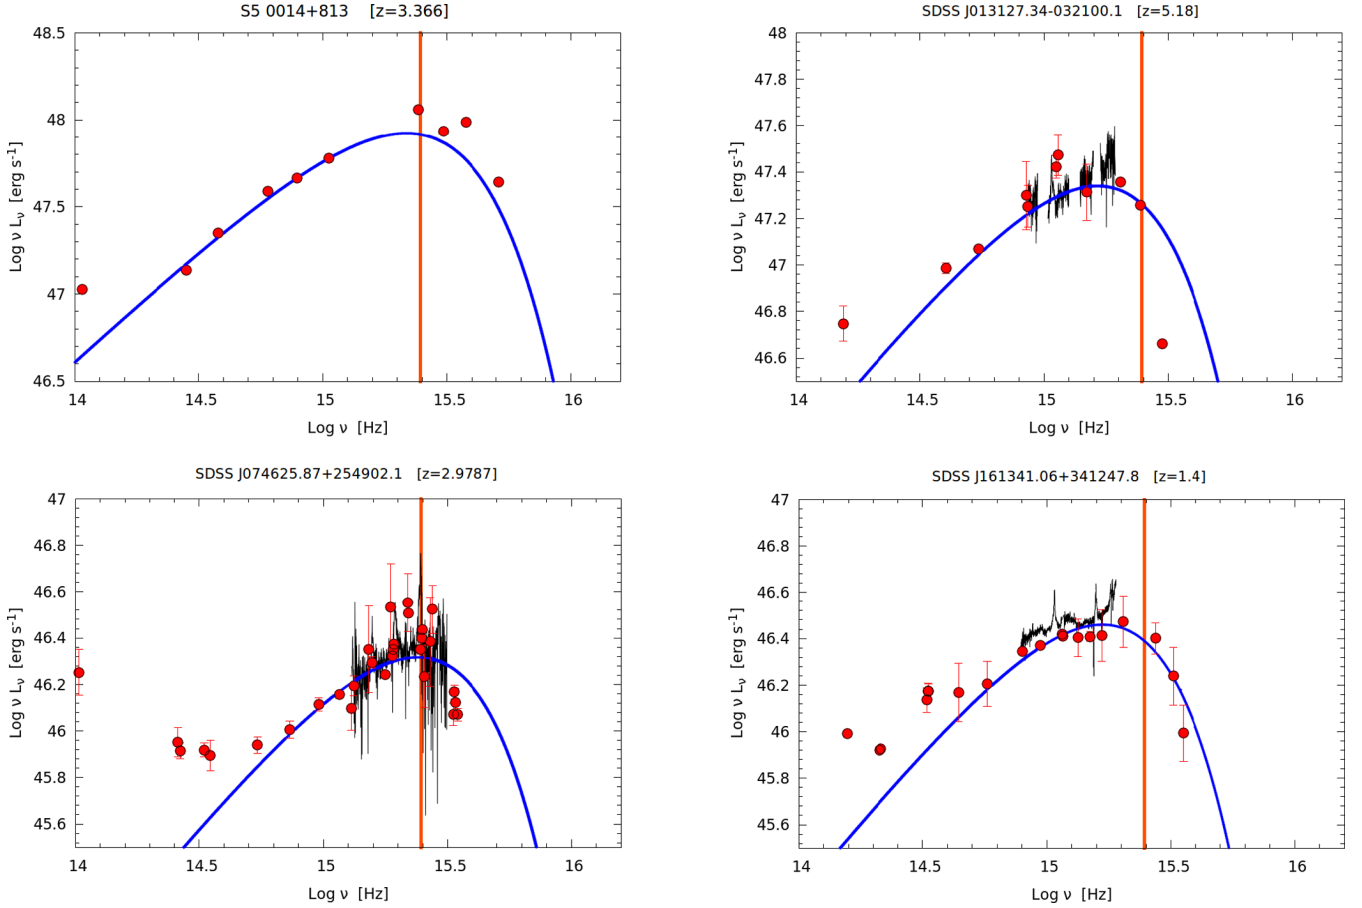 S5 0014+813 [z=3.366]
48.5
48
47.5
47
46.5
Log ν Lν [erg s-1]
14 14.5 15 15.5 16
Log ν [Hz]
SDSS J013127.34-032100.1 [z=5.18]
48
47.8
47.6
47.4
47.2
47
46.8
46.6
Log ν Lν [erg s-1]
14 14.5 15 15.5 16
Log ν [Hz]
SDSS J074625.87+254902.1 [z=2.9787]
47
46.8
46.6
46.4
46.2
46
45.8
45.6
Log ν Lν [erg s-1]
14 14.5 15 15.5 16
Log ν [Hz]
SDSS J161341.06+341247.8 [z=1.4]
47
46.8
46.6
46.4
46.2
46
45.8
45.6
Log ν Lν [erg s-1]
14 14.5 15 15.5 16
Log ν [Hz]